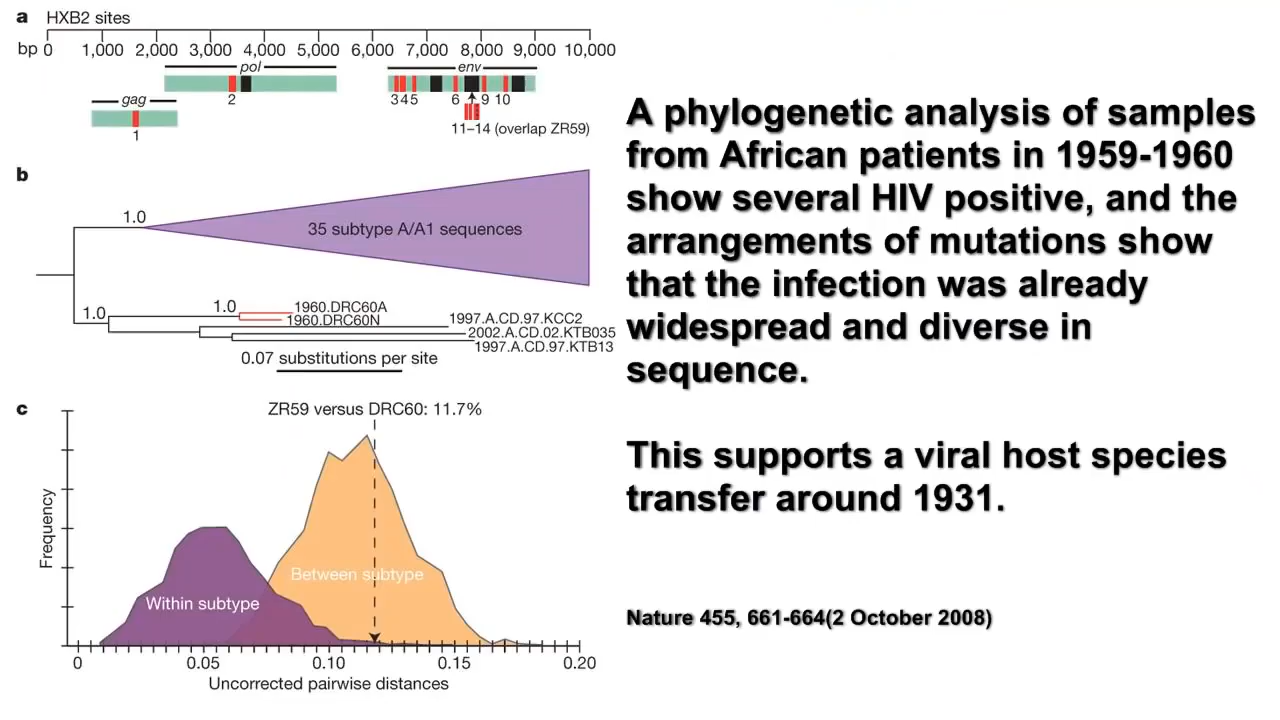 a HXB2 sites
bp 0 1,000 2,000 3,000 4,000 5,000 6,000 7,000 8,000 9,000 10,000
pol env
2 345 6 9 10
gag
11–14 (overlap ZR59)
1
b
1.0
35 subtype A/A1 sequences
1.0
1.0
1960.DRC60A
1960.DRC60N
1997.A.CD.97.KCC2
2002.A.CD.02.KTB035
1997.A.CD.97.KTB13
0.07 substitutions per site
c
ZR59 versus DRC60: 11.7%
Frequency
Between subtype
Within subtype
0 0.05 0.10 0.15 0.20
Uncorrected pairwise distances
A phylogenetic analysis of samples
from African patients in 1959-1960
show several HIV positive, and the
arrangements of mutations show
that the infection was already
widespread and diverse in
sequence.
This supports a viral host species
transfer around 1931.
Nature 455, 661-664(2 October 2008)